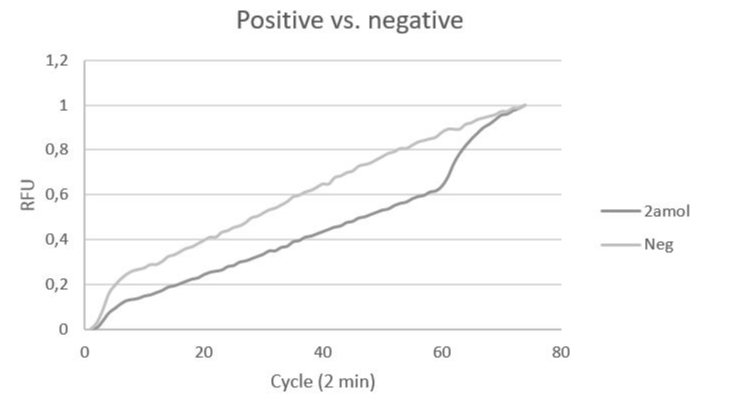 Positive vs. negative
1,2
1
0,8
0,6
0,4
0,2
0
RFU
0 20 40 60 80
Cycle (2 min)
2amol
Neg